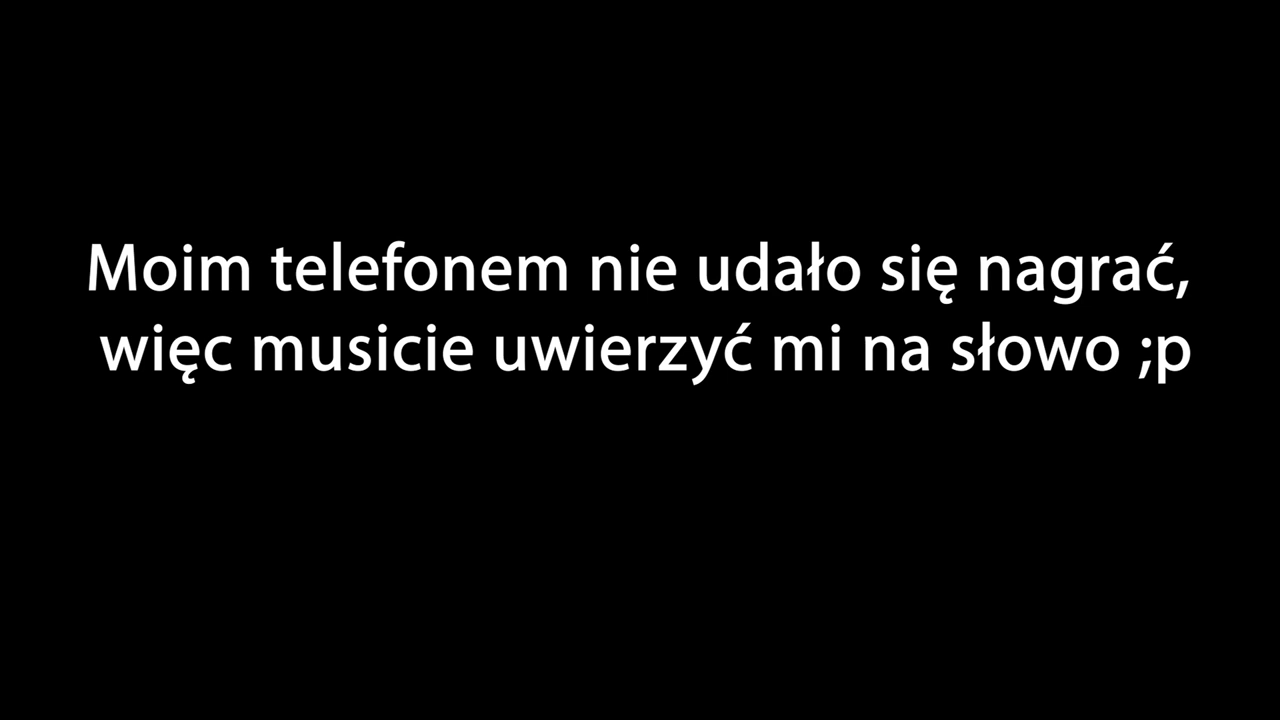 Moim telefonem nie udało się nagrać,
więc musicie uwierzyć mi na słowo ;p